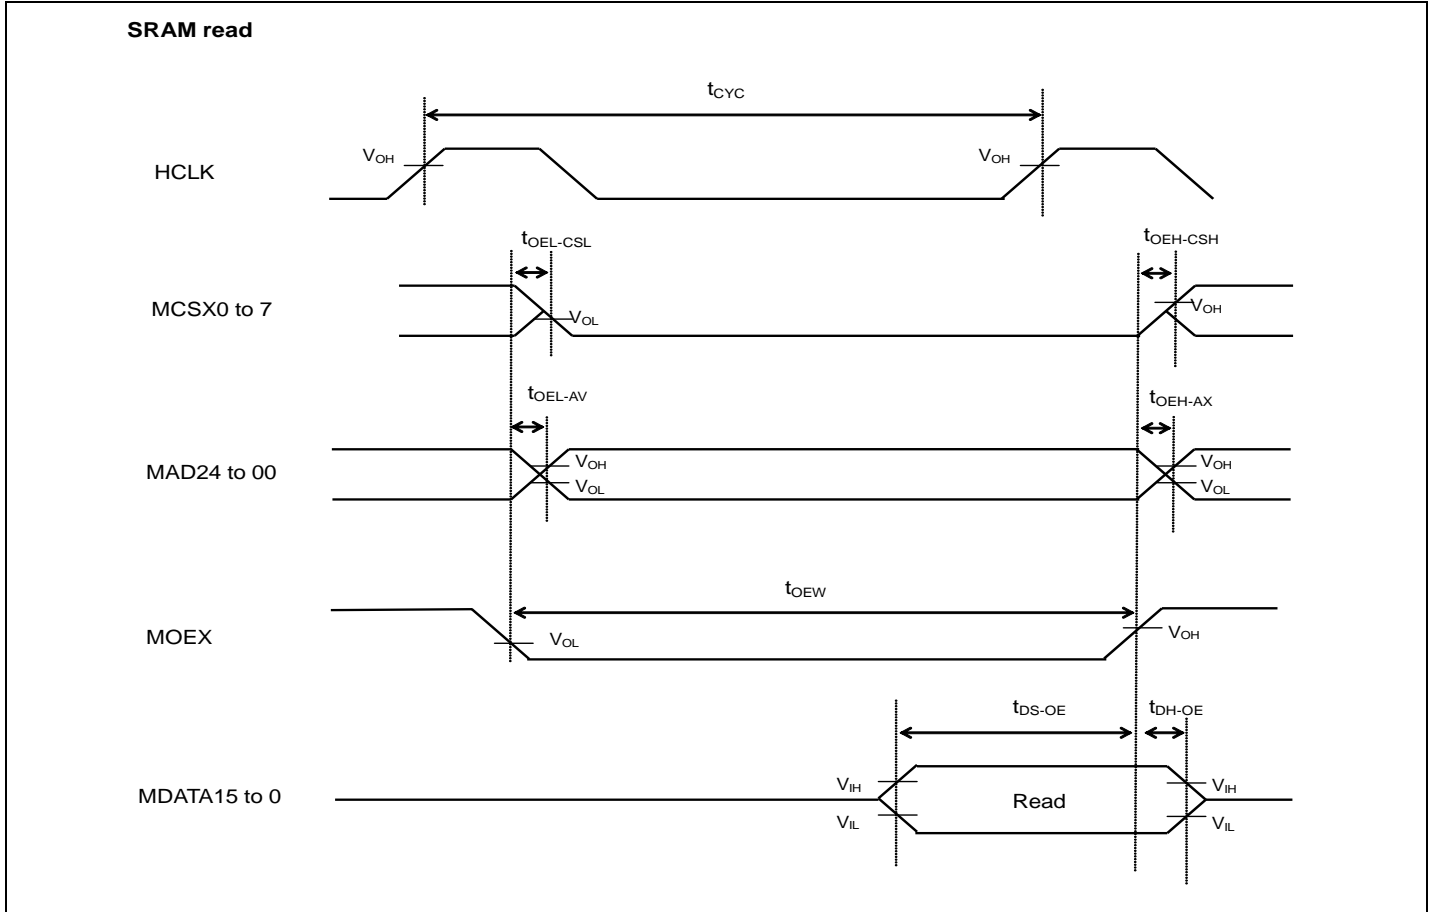 SRAM read
tCYC
HCLK
VOH
VOH
tOEL-CSL
tOEH-CSH
MCSX0 to 7
VOL
VOH
tOEL-AV
tOEH-AX
MAD24 to 00
VOH
VOL
VOH
VOL
tOEW
MOEX
VOL
VOH
tDS-OE
tDH-OE
MDATA15 to 0
VIH
VIL
Read
VIH
VIL